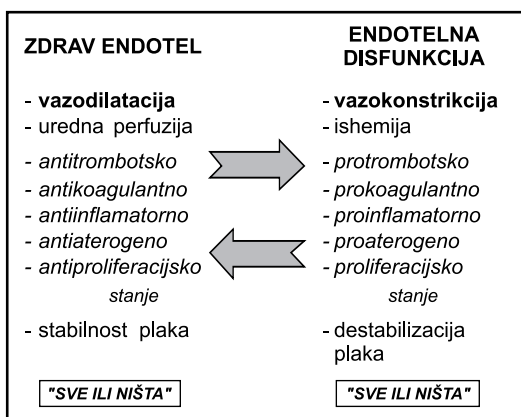 ZDRAV ENDOTEL
- vazodilatacija
- uredna perfuzija
- antitrombotsko
- antikoagulantno
- antiinflamatorno
- antiaterogeno
- antiproliferacijsko
stanje
- stabilnost plaka
"SVE ILI NIŠTA"
ENDOTELNA
DISFUNKCIJA
- vazokonstrikcija
- ishemija
- protrombotsko
- prokoagulantno
- proinflamatorno
- proaterogeno
- proliferacijsko
stanje
- destabilizacija
plaka
"SVE ILI NIŠTA"